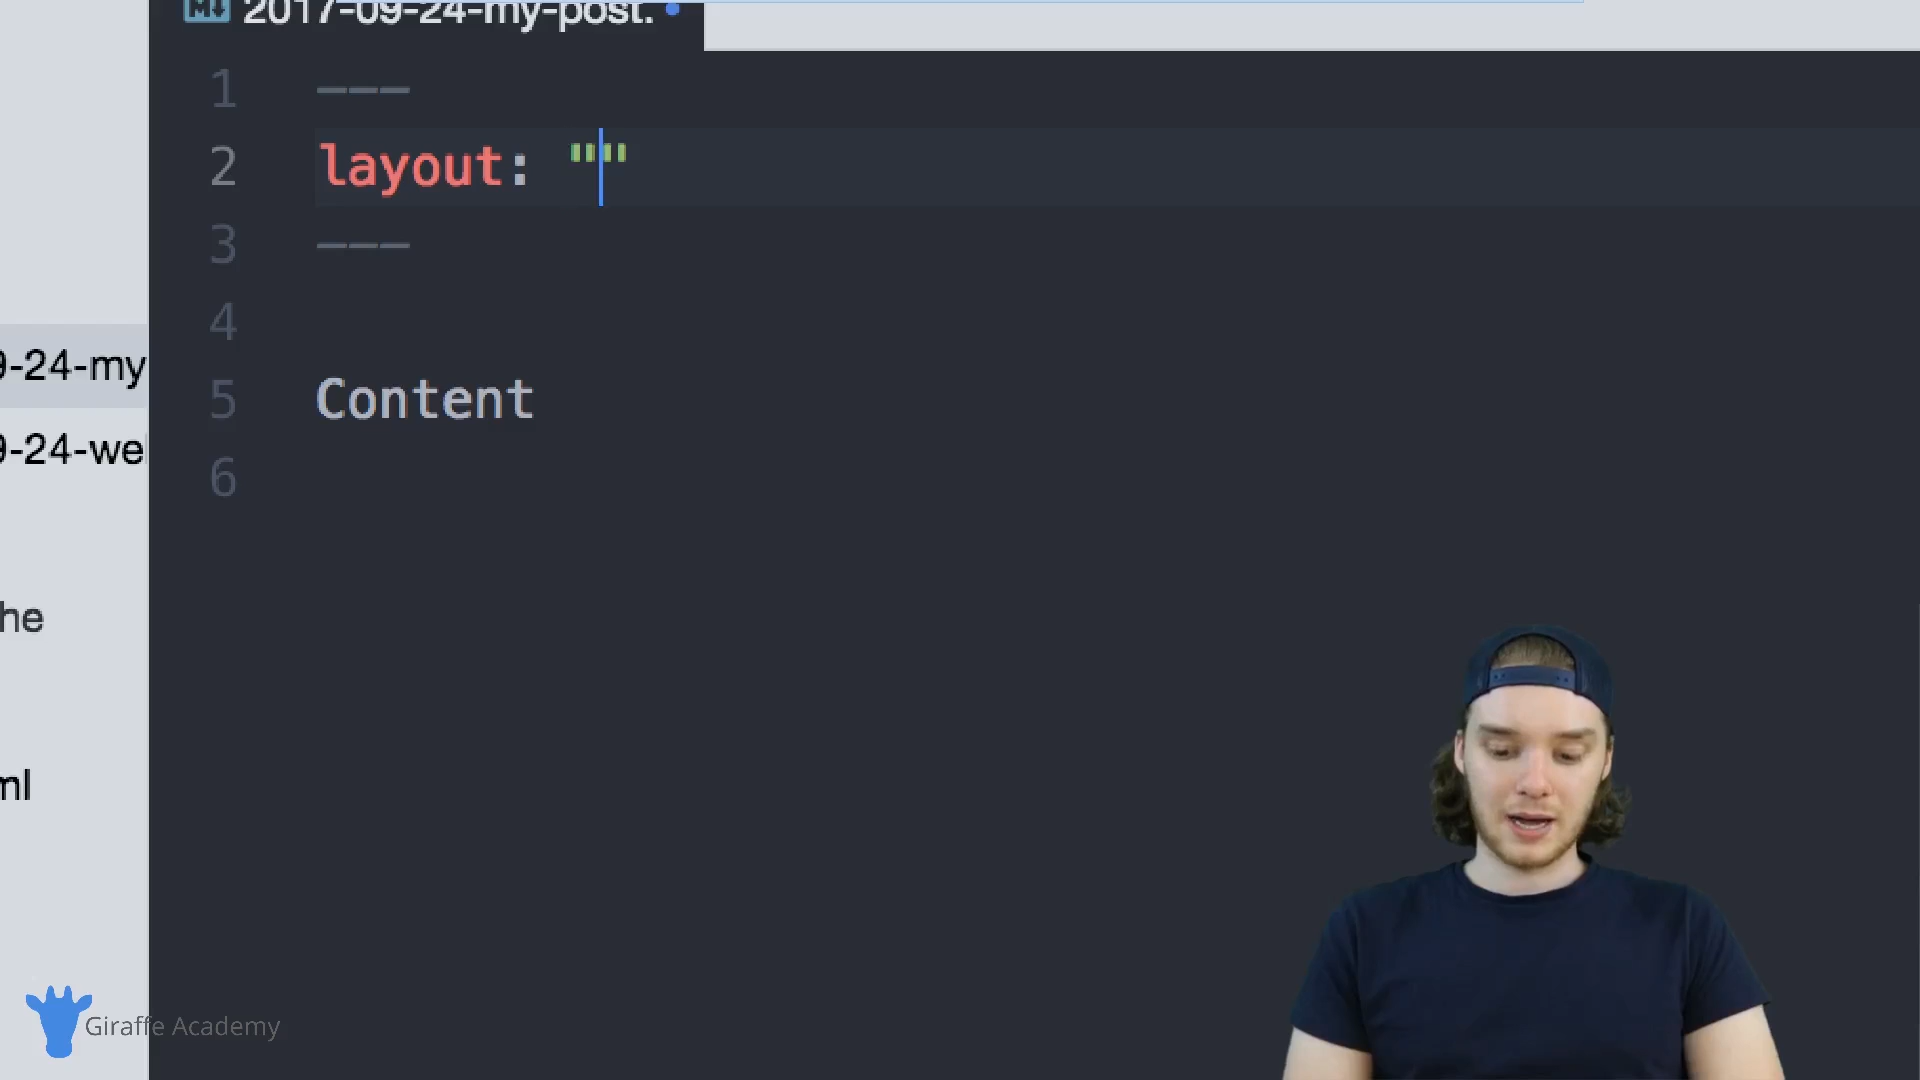 2017-09-24-my-post.
1 ---
2 layout: ""
3 ---
4
5 Content
6
9-24-my
9-24-we
he
ml
Giraffe Academy